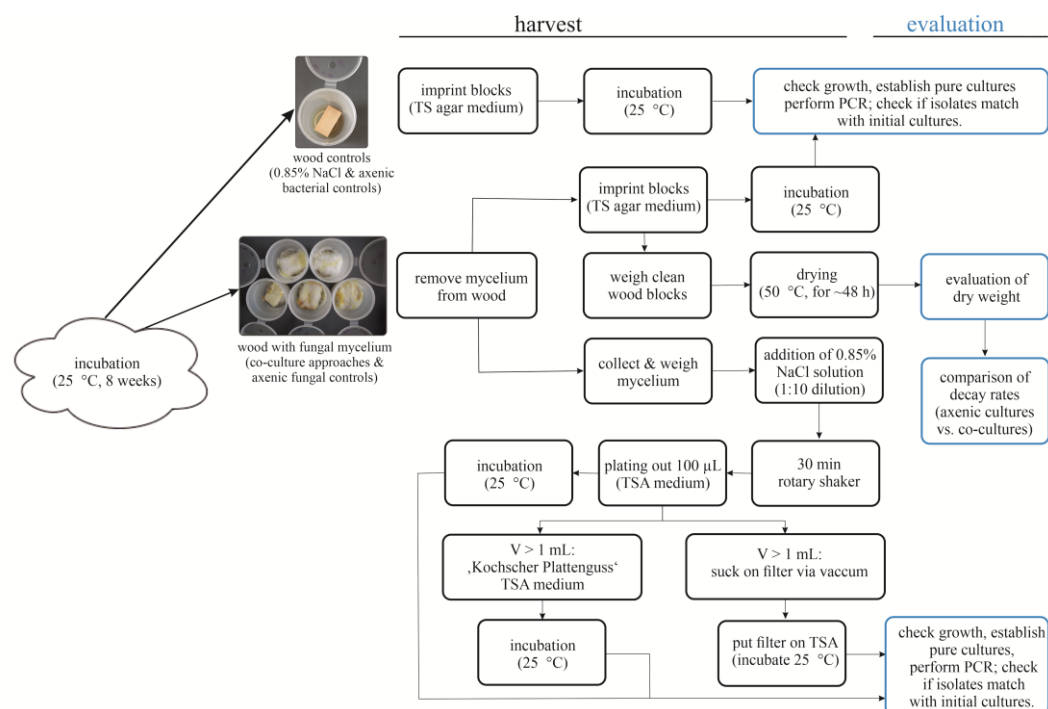 harvest
evaluation
imprint blocks
(TS agar medium)
incubation
(25 °C)
check growth, establish pure cultures
perform PCR; check if isolates match
with initial cultures.
wood controls
(0.85% NaCl & axenic
bacterial controls)
imprint blocks
(TS agar medium)
incubation
(25 °C)
remove mycelium
from wood
weigh clean
wood blocks
drying
(50 °C, for ~48 h)
evaluation of
dry weight
wood with fungal mycelium
(co-culture approaches &
axenic fungal controls)
incubation
(25 °C, 8 weeks)
collect & weigh
mycelium
addition of 0.85%
NaCl solution
(1:10 dilution)
comparison of
decay rates
(axenic cultures
vs. co-cultures)
incubation
(25 °C)
plating out 100 µL
(TSA medium)
30 min
rotary shaker
V > 1 mL:
‚Kochscher Plattenguss‘
TSA medium
V > 1 mL:
suck on filter via vaccum
incubation
(25 °C)
put filter on TSA
(incubate 25 °C)
check growth, establish
pure cultures,
perform PCR; check
if isolates match
with initial cultures.